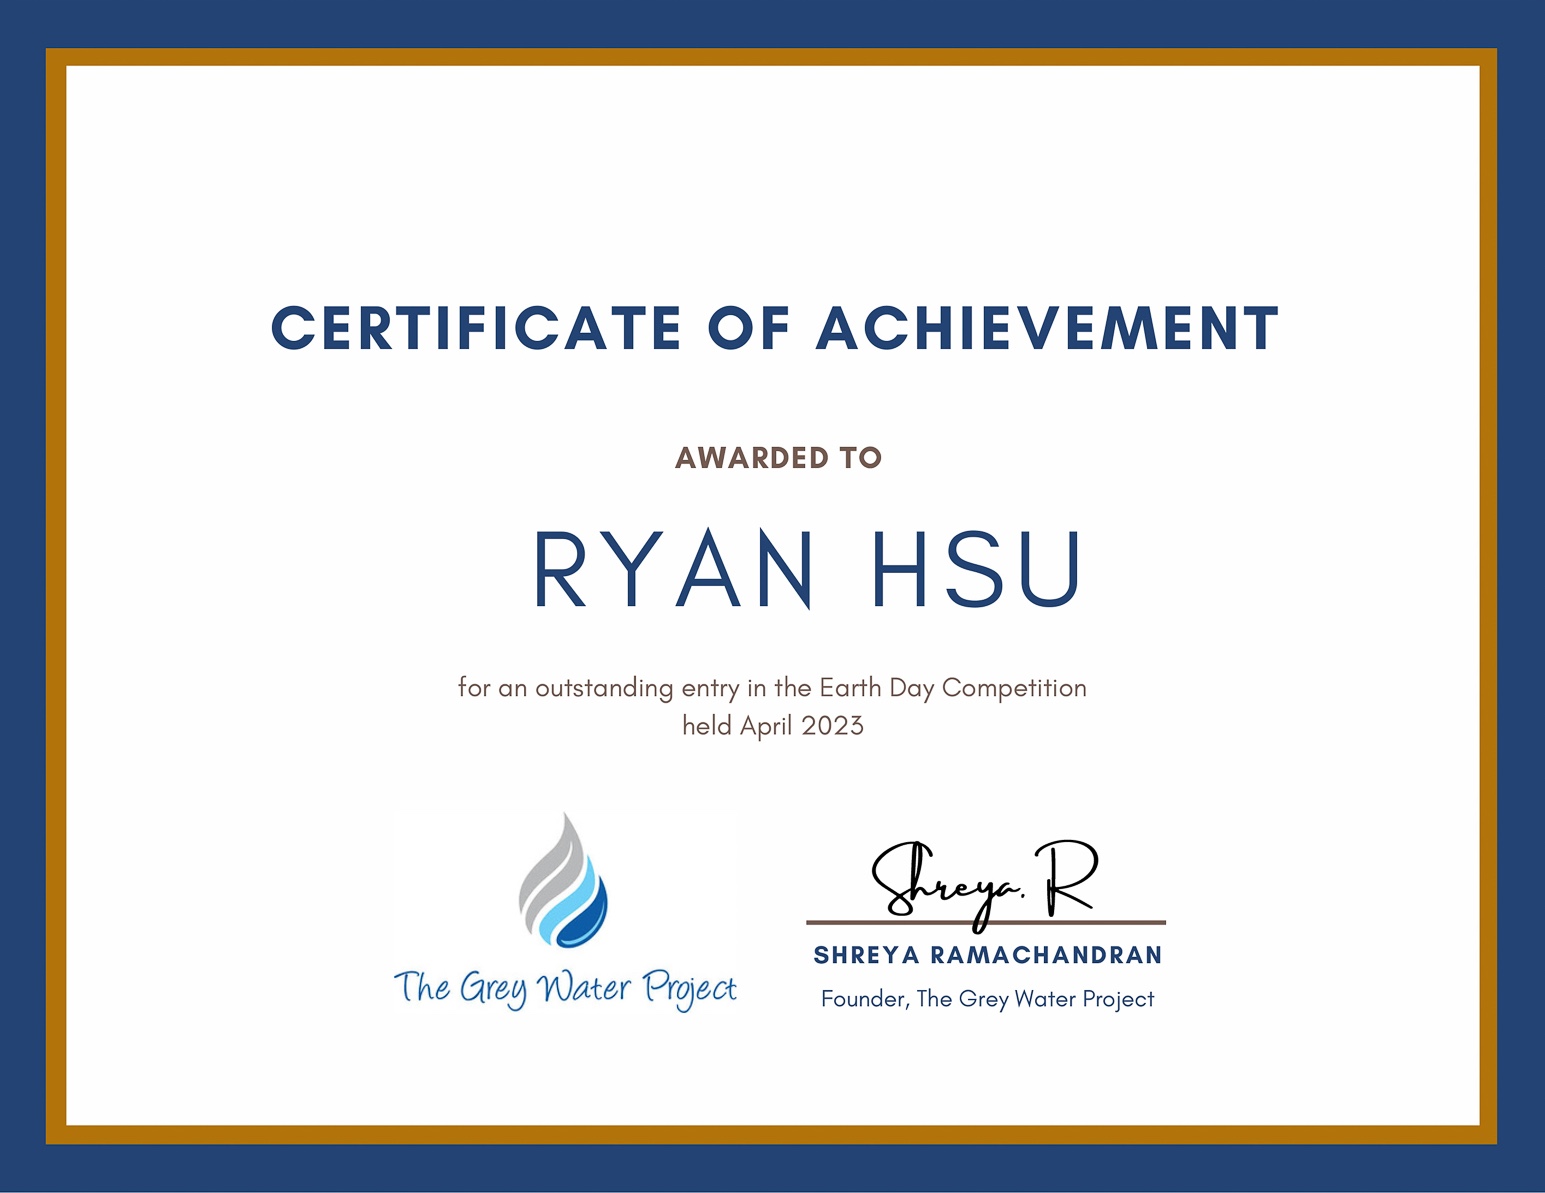 CERTIFICATE OF ACHIEVEMENT
AWARDED TO
RYAN HSU
for an outstanding entry in the Earth Day Competition
held April 2023
The Grey Water Project
Shreya. R
SHREYA RAMACHANDRAN
Founder, The Grey Water Project